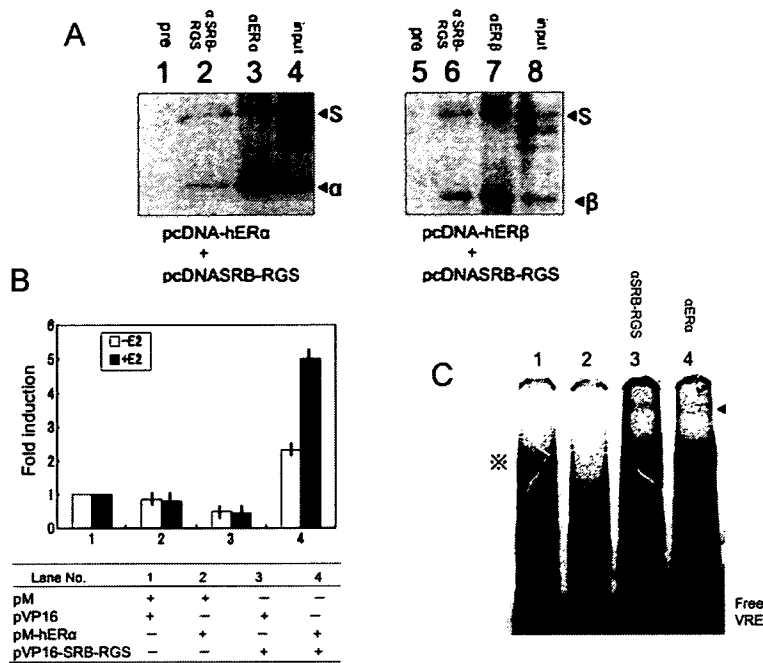 A
pre
αSRB-RGS
αERα
input
1 2 3 4
S
α
pcDNA-hERα
+
pcDNASRB-RGS
pre
αSRB-RGS
αERβ
input
5 6 7 8
S
β
pcDNA-hERβ
+
pcDNASRB-RGS
B
Fold induction
6
5
4
3
2
1
0
-E2
+E2
1 2 3 4
Lane No. 1 2 3 4
pM + + − −
pVP16 + − + −
pM-hERα − + − +
pVP16-SRB-RGS − − + +
C
αSRB-RGS
αERα
1 2 3 4
※
Free
VRE